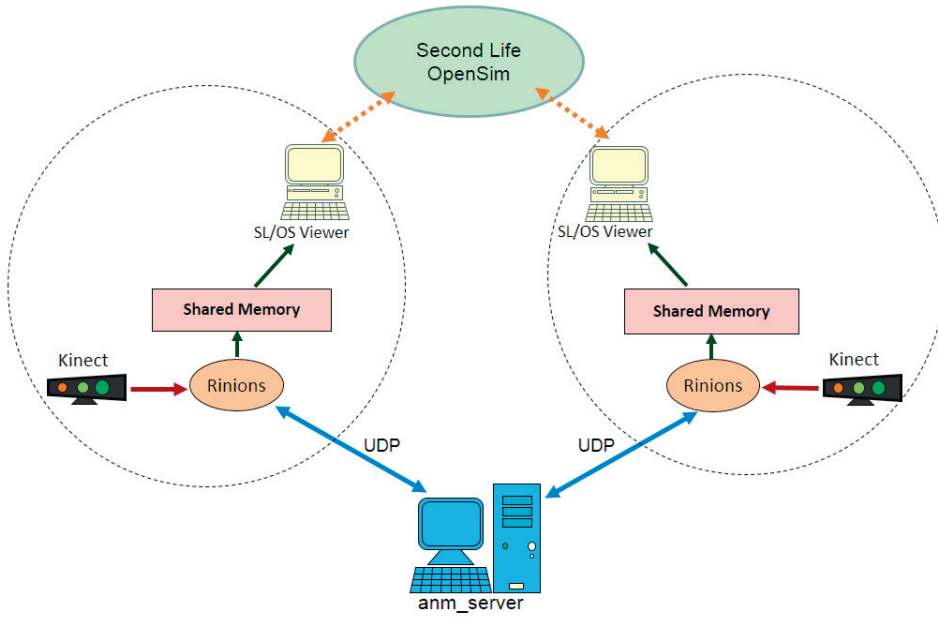 Second Life
OpenSim
SL/OS Viewer
SL/OS Viewer
Shared Memory
Shared Memory
Kinect
Rinions
Rinions
Kinect
UDP
UDP
anm_server